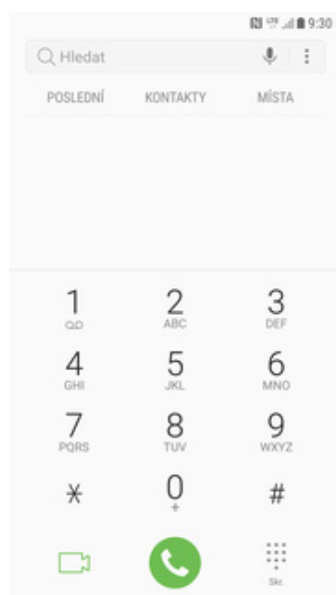 LTE 9:30
Hledat
POSLEDNÍ KONTAKTY MÍSTA
1 2 3
ABC DEF
4 5 6
GHI JKL MNO
7 8 9
PQRS TUV WXYZ
* 0 #
+
Skr.